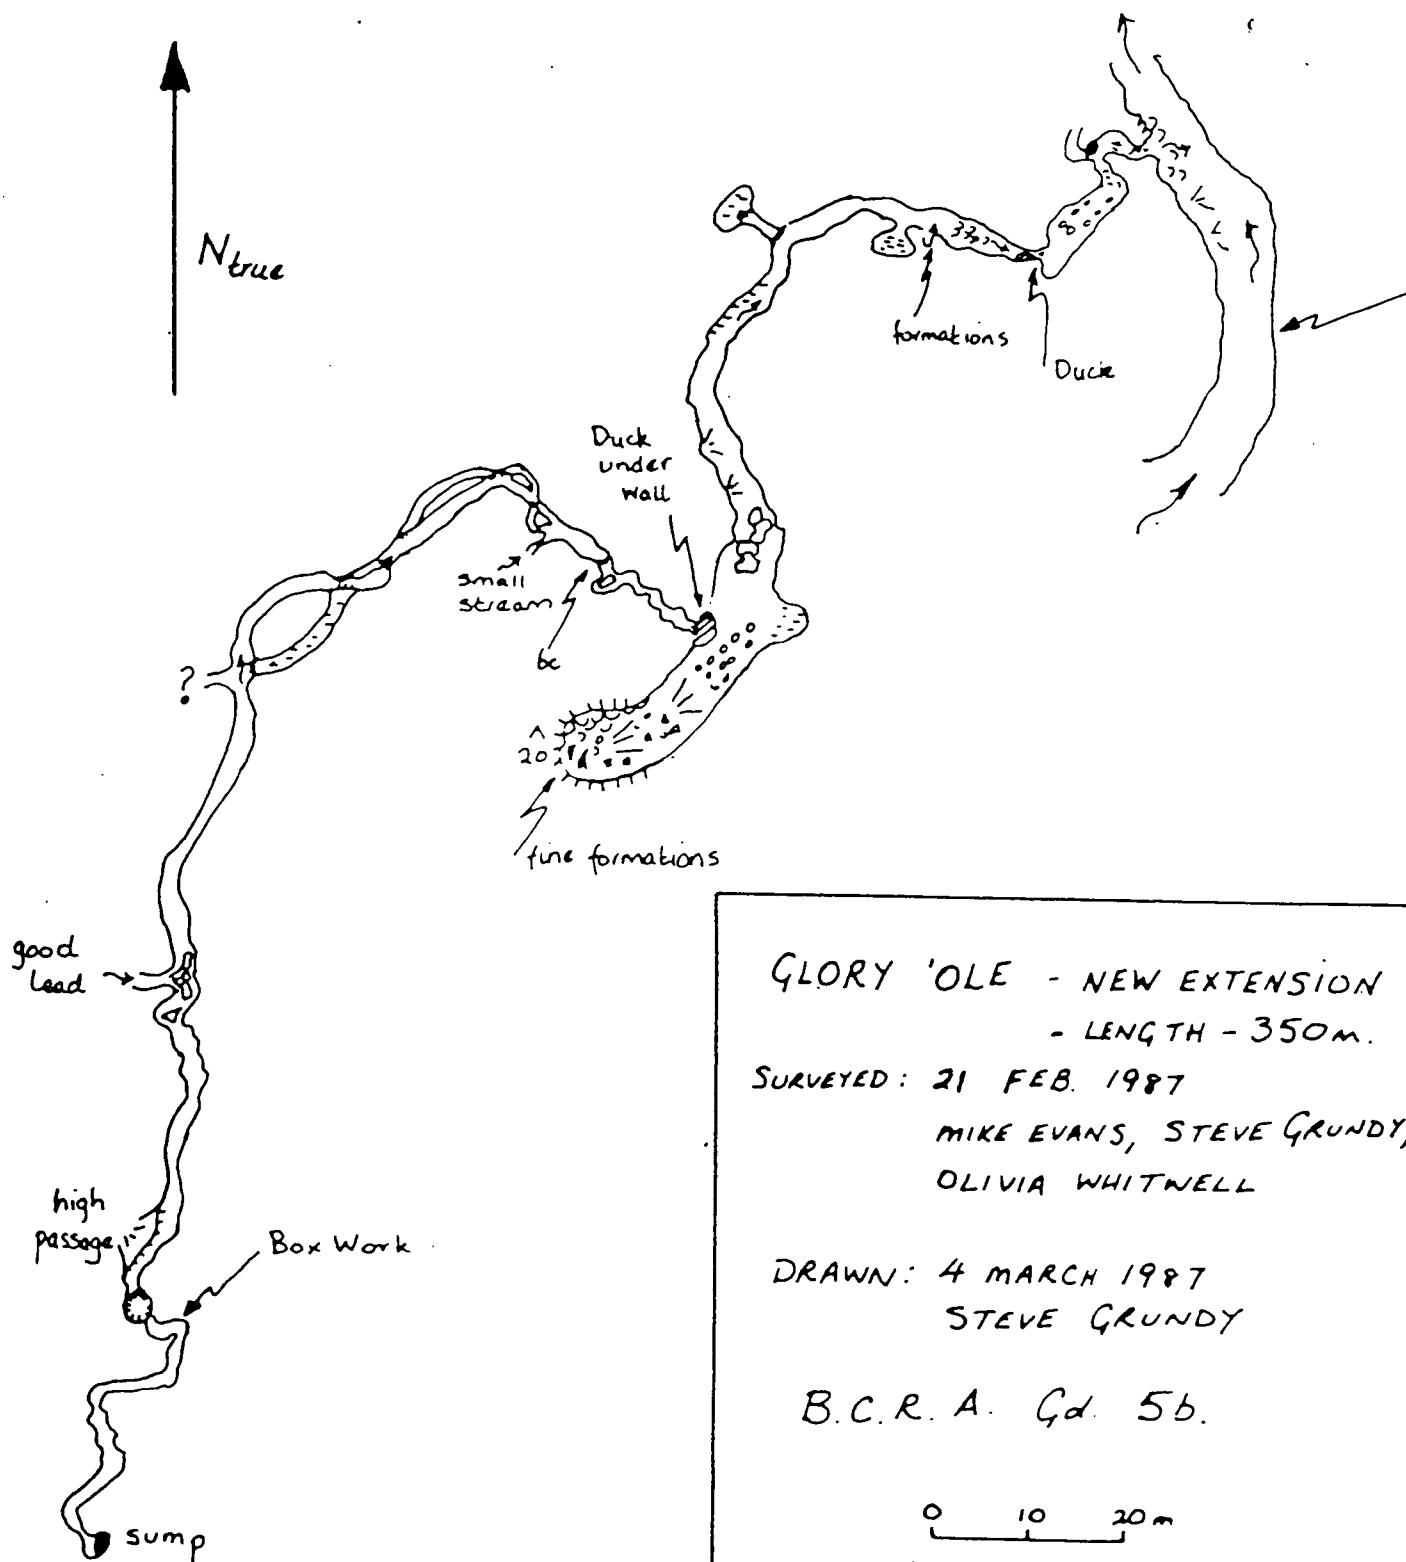 N true
formations
Duck
Duck
under
wall
small
stream
bc
?
^
20
fine formations
good
lead
high
passage
Box Work
sump
GLORY 'OLE - NEW EXTENSION
- LENGTH - 350m.
SURVEYED: 21 FEB. 1987
MIKE EVANS, STEVE GRUNDY,
OLIVIA WHITWELL
DRAWN: 4 MARCH 1987
STEVE GRUNDY
B.C.R.A. Gd. 5b.
0 10 20m